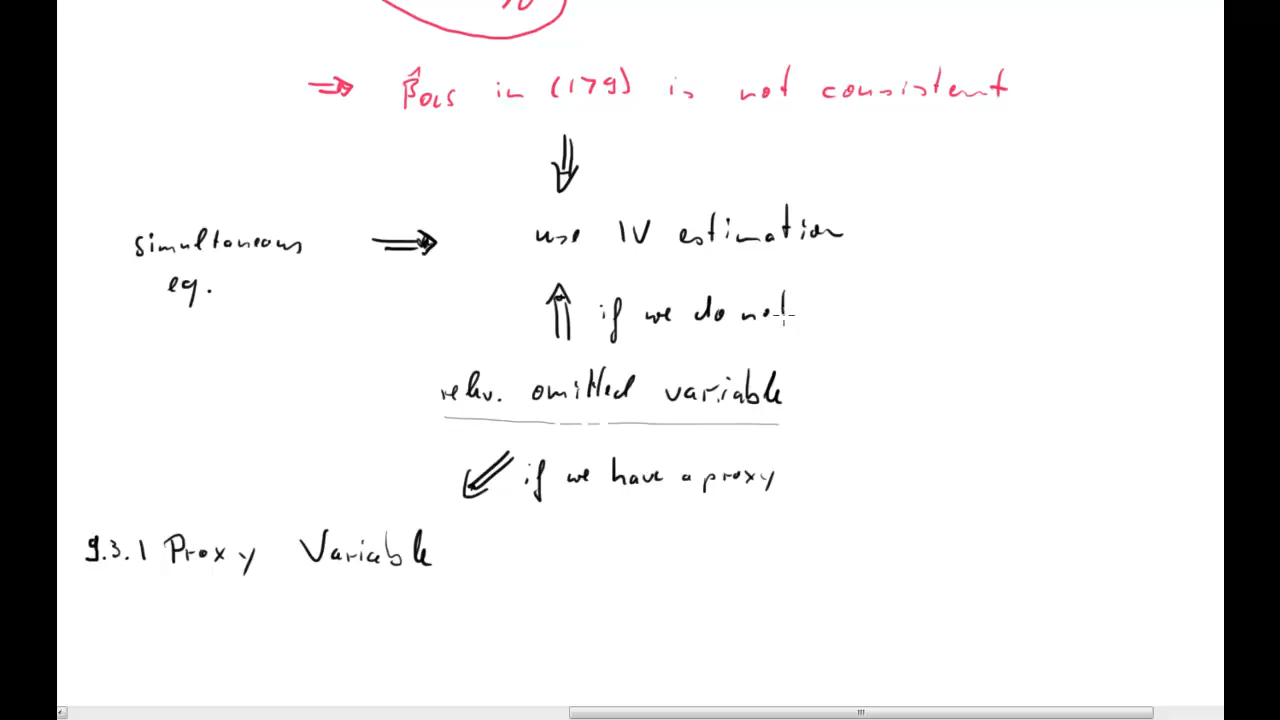 ⇒ β̂OLS in (179) is not consistent
simultaneous ⇒ use IV estimation
eq.
if we do not
relev. omitted variable
if we have a proxy
9.3.1 Proxy Variable